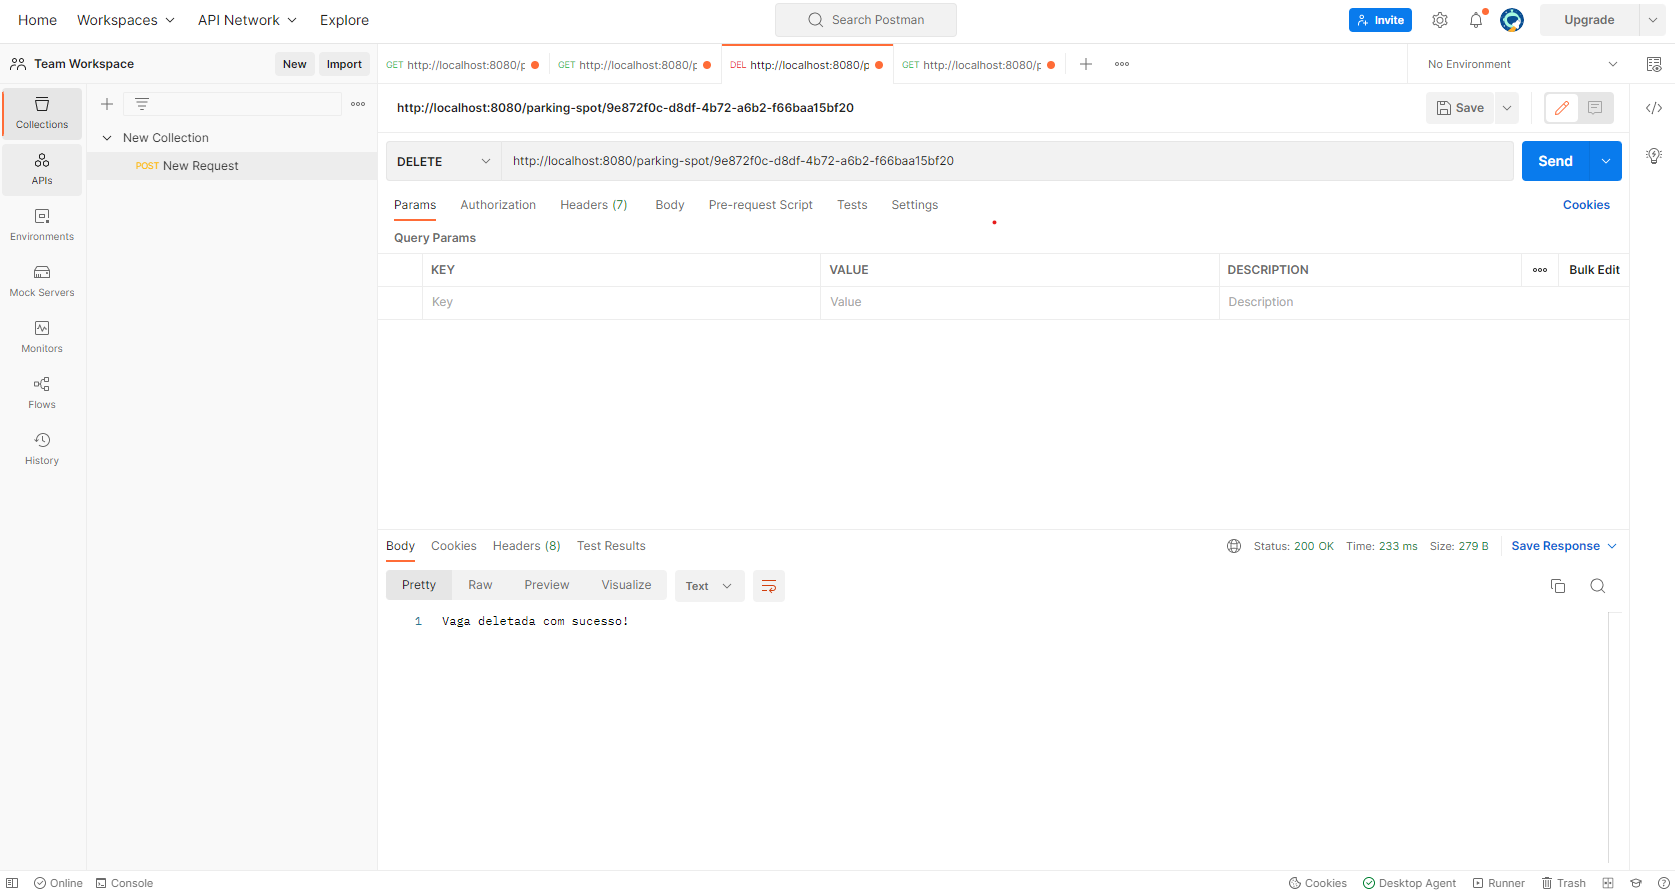 Home Workspaces API Network Explore Search Postman Invite Upgrade
Team Workspace New Import
GET http://localhost:8080/p GET http://localhost:8080/p DEL http://localhost:8080/p GET http://localhost:8080/p No Environment
Collections
APIs
Environments
Mock Servers
Monitors
Flows
History
New Collection
POST New Request
http://localhost:8080/parking-spot/9e872f0c-d8df-4b72-a6b2-f66baa15bf20 Save
DELETE http://localhost:8080/parking-spot/9e872f0c-d8df-4b72-a6b2-f66baa15bf20 Send
Params Authorization Headers (7) Body Pre-request Script Tests Settings Cookies
Query Params
KEY VALUE DESCRIPTION Bulk Edit
Key Value Description
Body Cookies Headers (8) Test Results Status: 200 OK Time: 233 ms Size: 279 B Save Response
Pretty Raw Preview Visualize Text
1 Vaga deletada com sucesso!
Online Console Cookies Desktop Agent Runner Trash